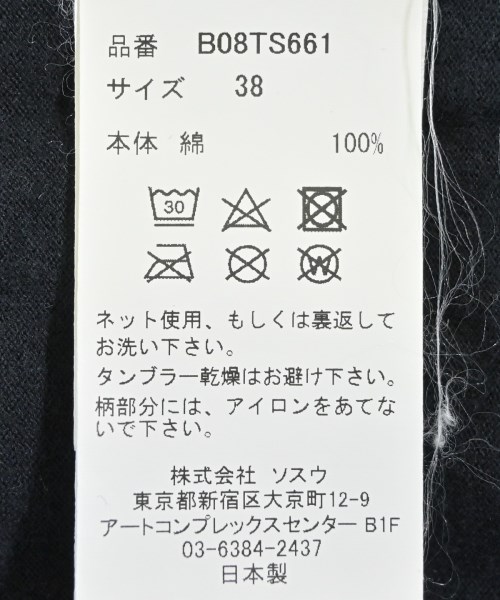 品番 B08TS661
サイズ 38
本体 綿 100%
30
W
ネット使用、もしくは裏返して
お洗い下さい。
タンブラー乾燥はお避け下さい。
柄部分には、アイロンをあてな
いで下さい。
株式会社 ソスウ
東京都新宿区大京町12-9
アートコンプレックスセンター B1F
03-6384-2437
日本製